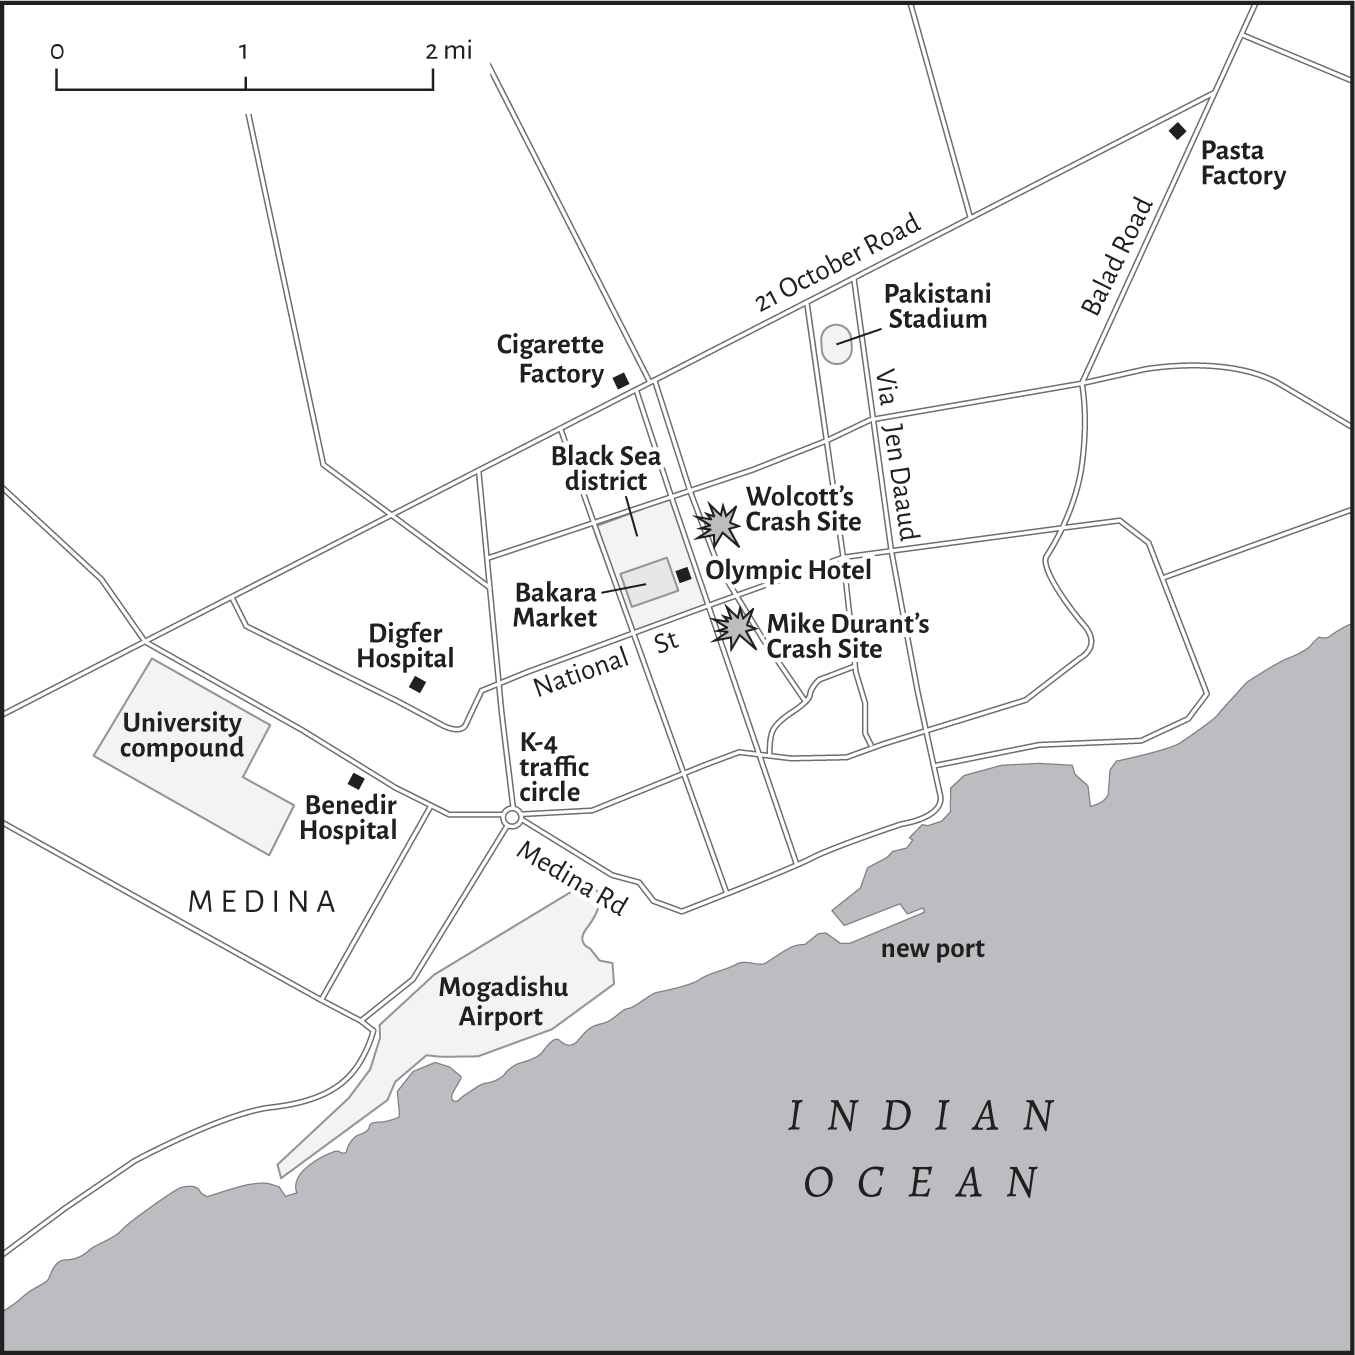 0 1 2 mi
Pasta
Factory
Balad Road
21 October Road
Pakistani
Stadium
Cigarette
Factory
Via Jen Daaud
Black Sea
district
Wolcott’s
Crash Site
Olympic Hotel
Bakara
Market
Mike Durant’s
Crash Site
National St
Digfer
Hospital
University
compound
K-4
traffic
circle
Benedir
Hospital
Medina Rd
MEDINA
new port
Mogadishu
Airport
INDIAN
OCEAN